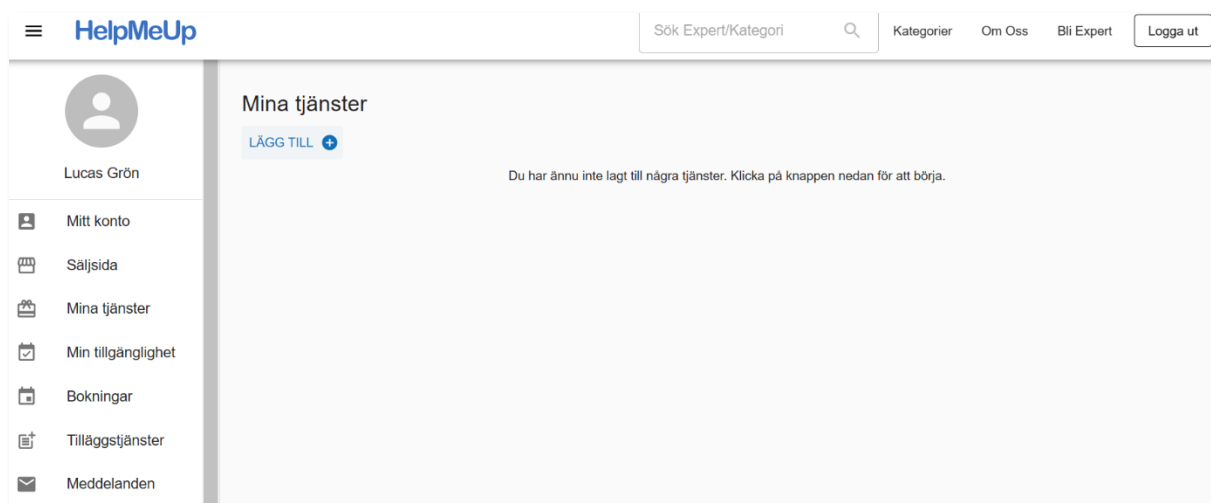 HelpMeUp
Sök Expert/Kategori
Kategorier
Om Oss
Bli Expert
Logga ut
Lucas Grön
Mitt konto
Säljsida
Mina tjänster
Min tillgänglighet
Bokningar
Tilläggstjänster
Meddelanden
Mina tjänster
LÄGG TILL
Du har ännu inte lagt till några tjänster. Klicka på knappen nedan för att börja.